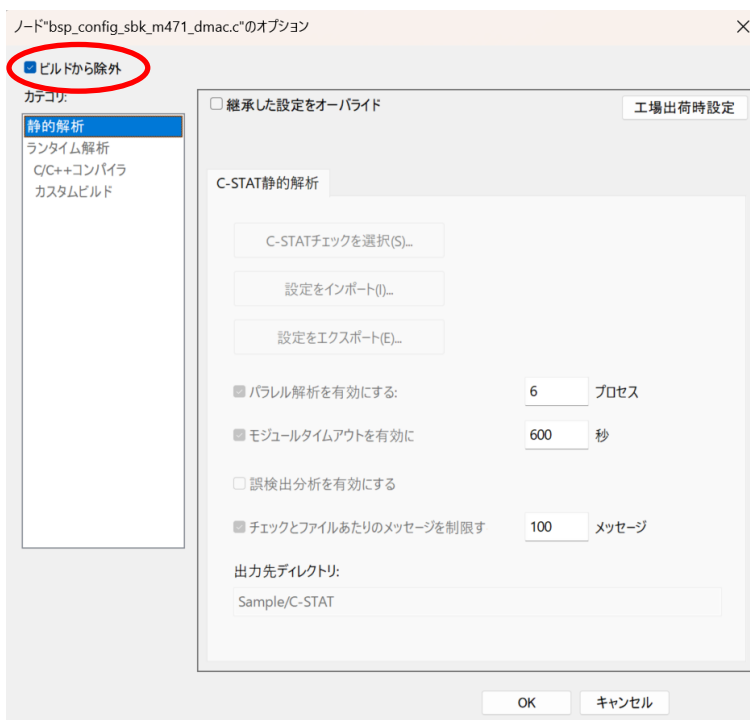 ノード"bsp_config_sbk_m471_dmac.c"のオプション
ビルドから除外
カテゴリ:
継承した設定をオーバライド
工場出荷時設定
静的解析
ランタイム解析
C/C++コンパイラ
カスタムビルド
C-STAT静的解析
C-STATチェックを選択(S)...
設定をインポート(I)...
設定をエクスポート(E)...
パラレル解析を有効にする: 6 プロセス
モジュールタイムアウトを有効に 600 秒
誤検出分析を有効にする
チェックとファイルあたりのメッセージを制限す 100 メッセージ
出力先ディレクトリ:
Sample/C-STAT
OK キャンセル